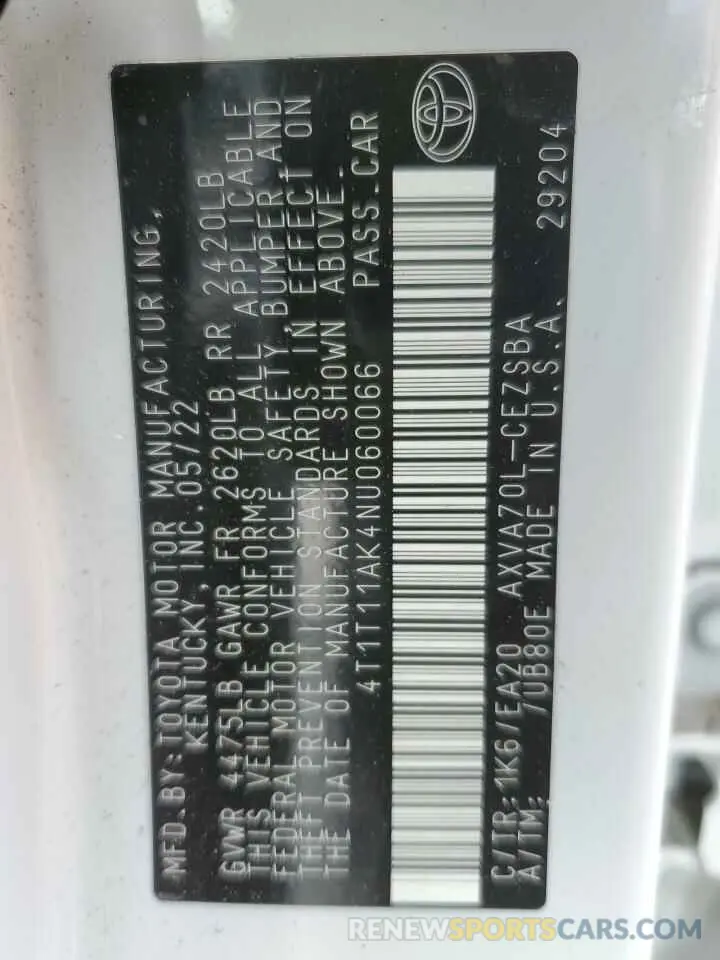 MFD.BY:TOYOTA MOTOR MANUFACTURING,
KENTUCKY, INC.05/22
GVWR 4475LB GAWR FR 2620LB RR 2420LB
THIS VEHICLE CONFORMS TO ALL APPLICABLE
FEDERAL MOTOR VEHICLE SAFETY, BUMPER AND
THEFT PREVENTION STANDARDS IN EFFECT ON
THE DATE OF MANUFACTURE SHOWN ABOVE.
4T1T11AK4NU060066 PASS.CAR
C/TR:1K6/EA20 AXVA70L-CEZSBA
A/TM: /UB80E MADE IN U.S.A. 29204
RENEWSPORTSCARS.COM